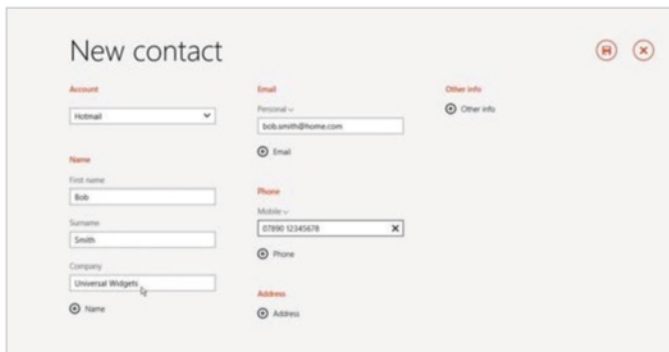 New contact
Account
Hotmail
Name
First name
Bob
Surname
Smith
Company
Universal Widgets
Name
Email
Personal
bob.smith@home.com
Email
Phone
Mobile
07890 12345678
Phone
Address
Address
Other info
Other info